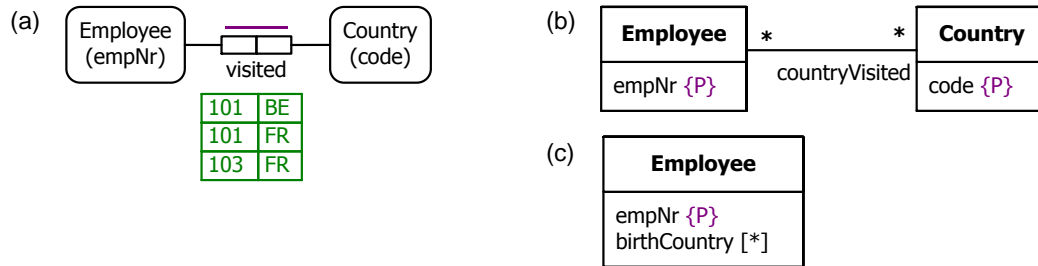 (a)
Employee
(empNr)
Country
(code)
visited
101 BE
101 FR
103 FR
(b)
Employee
* *
Country
empNr {P}
countryVisited
code {P}
(c)
Employee
empNr {P}
birthCountry [*]